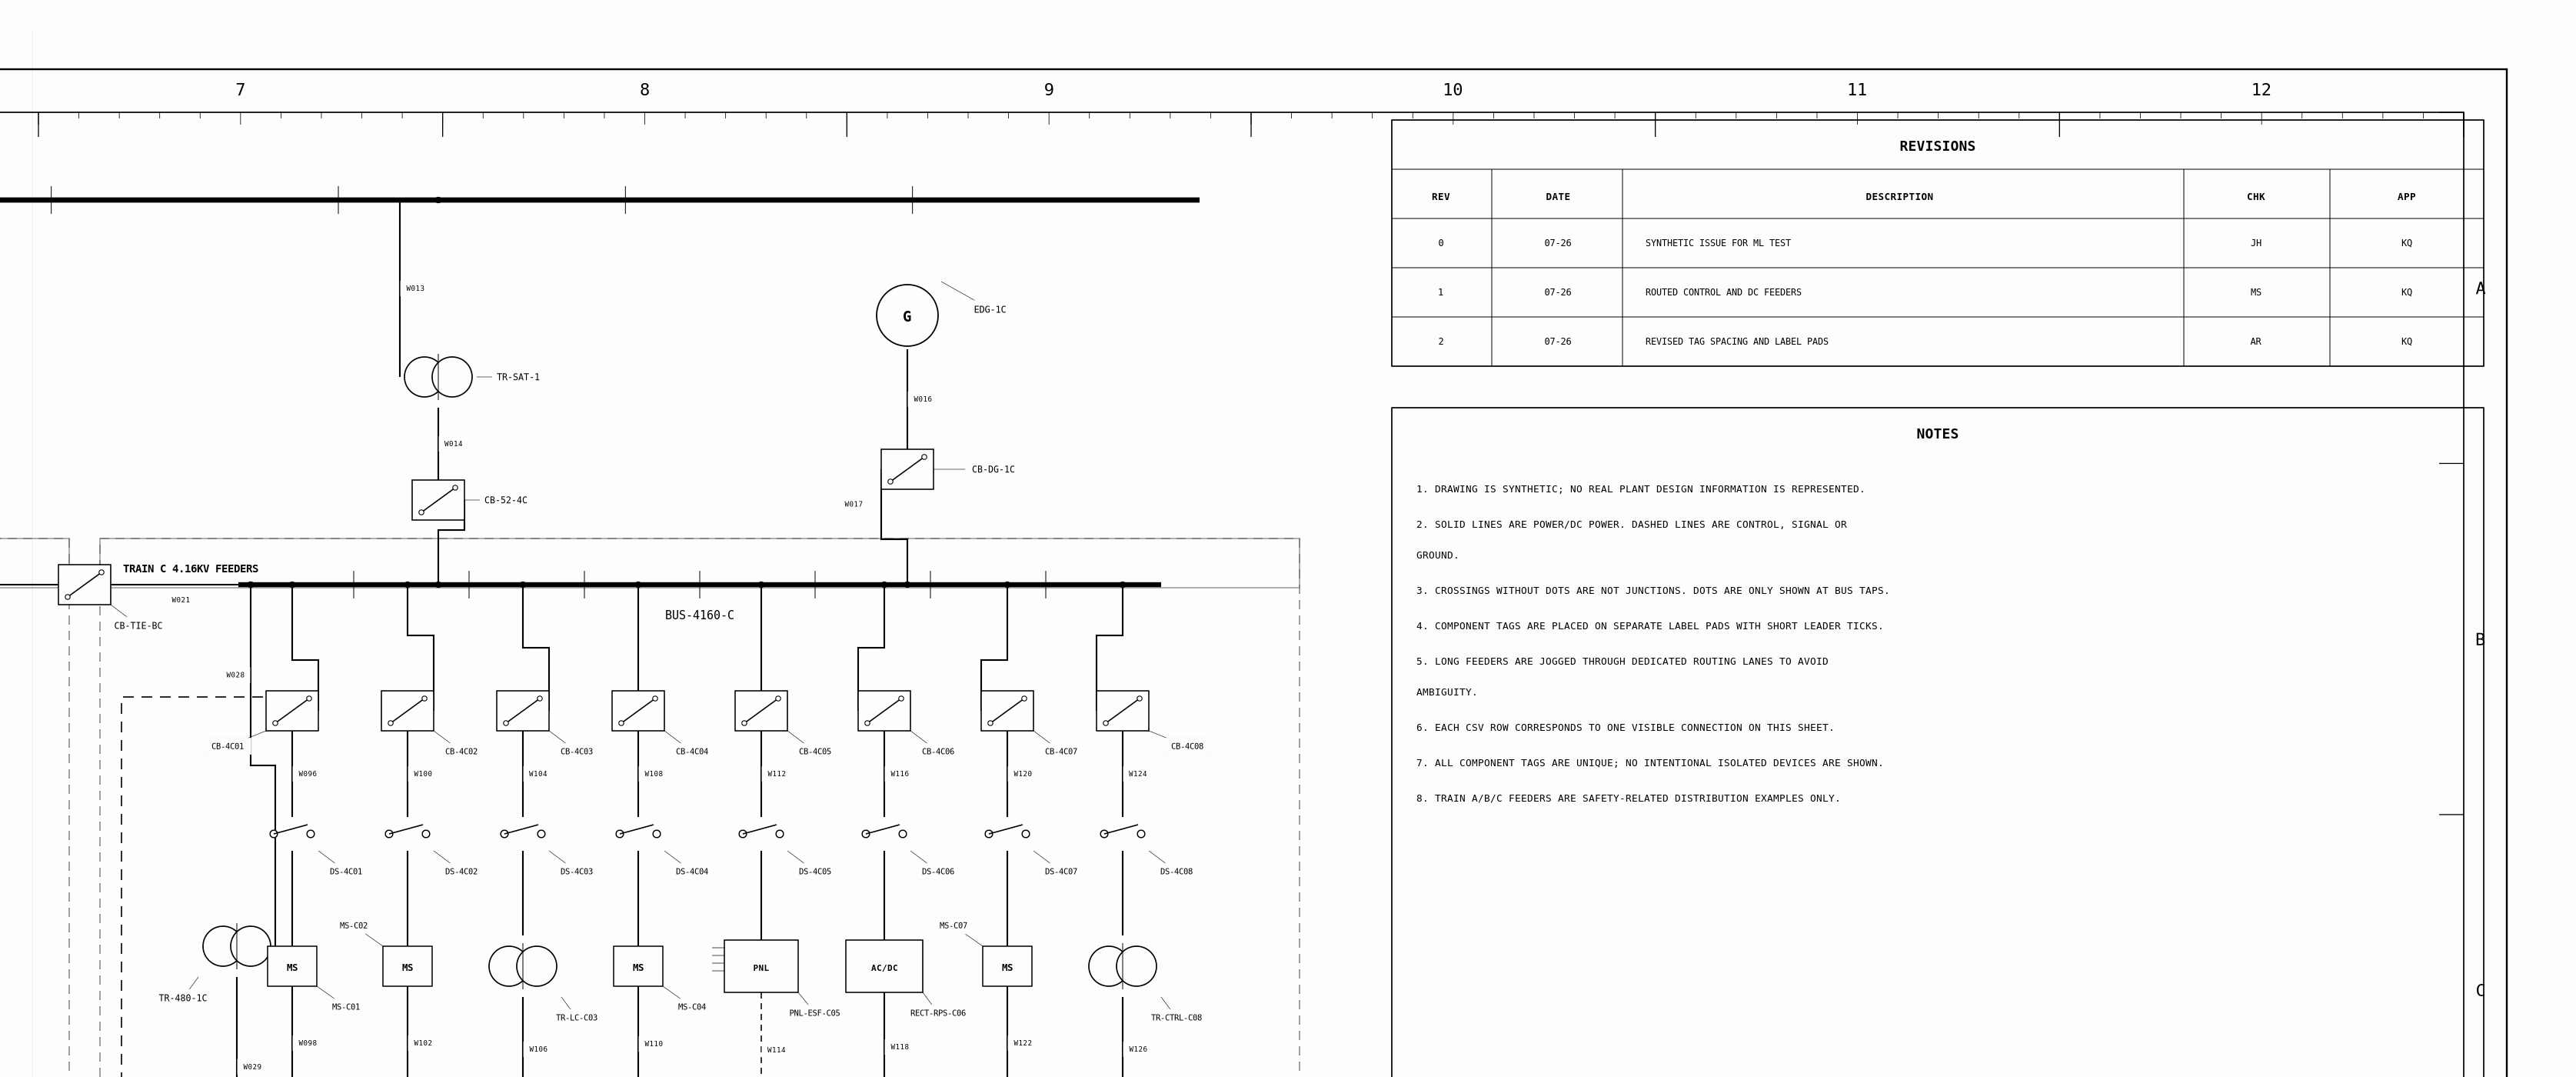 7 8 9 10 11 12
REVISIONS
REV DATE DESCRIPTION CHK APP
0 07-26 SYNTHETIC ISSUE FOR ML TEST JH KQ
1 07-26 ROUTED CONTROL AND DC FEEDERS MS KQ
2 07-26 REVISED TAG SPACING AND LABEL PADS AR KQ
A
W013
G
EDG-1C
TR-SAT-1
W016
W014
CB-DG-1C
CB-52-4C
W017
NOTES
1. DRAWING IS SYNTHETIC; NO REAL PLANT DESIGN INFORMATION IS REPRESENTED.
2. SOLID LINES ARE POWER/DC POWER. DASHED LINES ARE CONTROL, SIGNAL OR
GROUND.
3. CROSSINGS WITHOUT DOTS ARE NOT JUNCTIONS. DOTS ARE ONLY SHOWN AT BUS TAPS.
4. COMPONENT TAGS ARE PLACED ON SEPARATE LABEL PADS WITH SHORT LEADER TICKS.
5. LONG FEEDERS ARE JOGGED THROUGH DEDICATED ROUTING LANES TO AVOID
AMBIGUITY.
6. EACH CSV ROW CORRESPONDS TO ONE VISIBLE CONNECTION ON THIS SHEET.
7. ALL COMPONENT TAGS ARE UNIQUE; NO INTENTIONAL ISOLATED DEVICES ARE SHOWN.
8. TRAIN A/B/C FEEDERS ARE SAFETY-RELATED DISTRIBUTION EXAMPLES ONLY.
B
C
TRAIN C 4.16KV FEEDERS
W021
CB-TIE-BC
BUS-4160-C
W028
CB-4C01 CB-4C02 CB-4C03 CB-4C04 CB-4C05 CB-4C06 CB-4C07 CB-4C08
W096 W100 W104 W108 W112 W116 W120 W124
DS-4C01 DS-4C02 DS-4C03 DS-4C04 DS-4C05 DS-4C06 DS-4C07 DS-4C08
MS-C02 MS-C07
MS MS MS PNL AC/DC MS
TR-480-1C MS-C01 TR-LC-C03 MS-C04 PNL-ESF-C05 RECT-RPS-C06 TR-CTRL-C08
W098 W102 W106 W110 W114 W118 W122 W126
W029